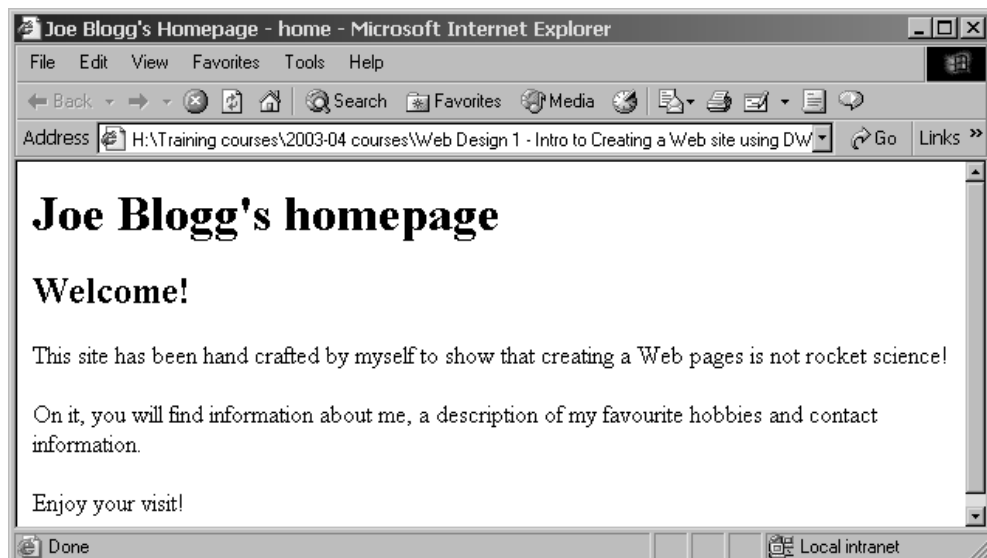 Joe Blogg's Homepage - home - Microsoft Internet Explorer
File Edit View Favorites Tools Help
Back Search Favorites Media
Address H:\Training courses\2003-04 courses\Web Design 1 - Intro to Creating a Web site using DW Go Links »
Joe Blogg's homepage
Welcome!
This site has been hand crafted by myself to show that creating a Web pages is not rocket science!
On it, you will find information about me, a description of my favourite hobbies and contact
information.
Enjoy your visit!
Done Local intranet